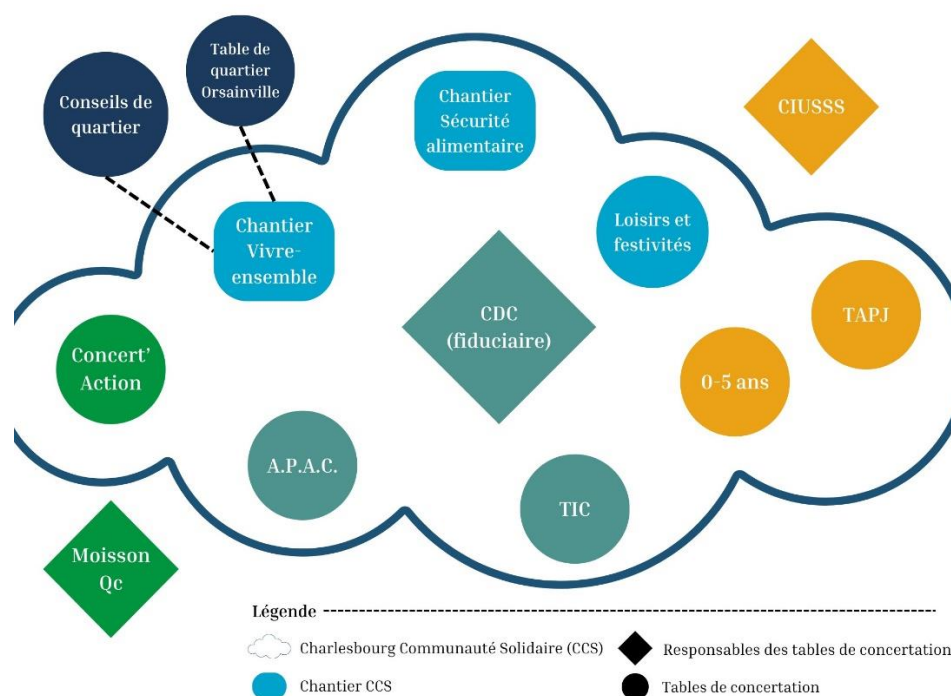 Table de
quartier
Orsainville
Conseils de
quartier
Chantier
Sécurité
alimentaire
CIUSSS
Chantier
Vivre-
ensemble
Loisirs et
festivités
CDC
(fiduciaire)
TAPJ
Concert'
Action
0-5 ans
A.P.A.C.
TIC
Moisson
Qc
Légende
Charlesbourg Communauté Solidaire (CCS)
Responsables des tables de concertation
Chantier CCS
Tables de concertation